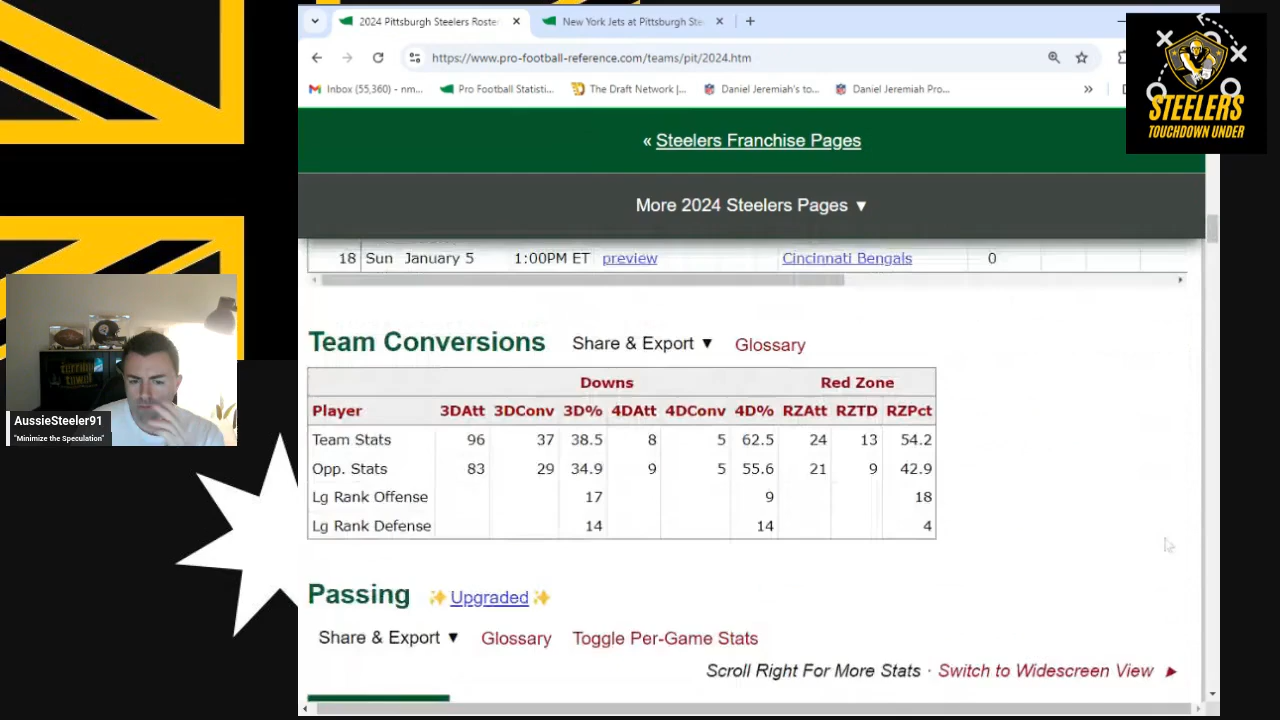 2024 Pittsburgh Steelers Roste
New York Jets at Pittsburgh Ste
https://www.pro-football-reference.com/teams/pit/2024.htm
Inbox (55,360) - nm...
Pro Football Statisti...
The Draft Network |...
Daniel Jeremiah's to...
Daniel Jeremiah Pro...
»
STEELERS
TOUCHDOWN UNDER
« Steelers Franchise Pages
More 2024 Steelers Pages ▼
18 Sun January 5 1:00PM ET preview Cincinnati Bengals 0
Team Conversions Share & Export ▼ Glossary
Downs Red Zone
Player 3DAtt 3DConv 3D% 4DAtt 4DConv 4D% RZAtt RZTD RZPct
Team Stats 96 37 38.5 8 5 62.5 24 13 54.2
Opp. Stats 83 29 34.9 9 5 55.6 21 9 42.9
Lg Rank Offense 17 9 18
Lg Rank Defense 14 14 4
AussieSteeler91
"Minimize the Speculation"
Passing ✨ Upgraded ✨
Share & Export ▼ Glossary Toggle Per-Game Stats
Scroll Right For More Stats · Switch to Widescreen View ►